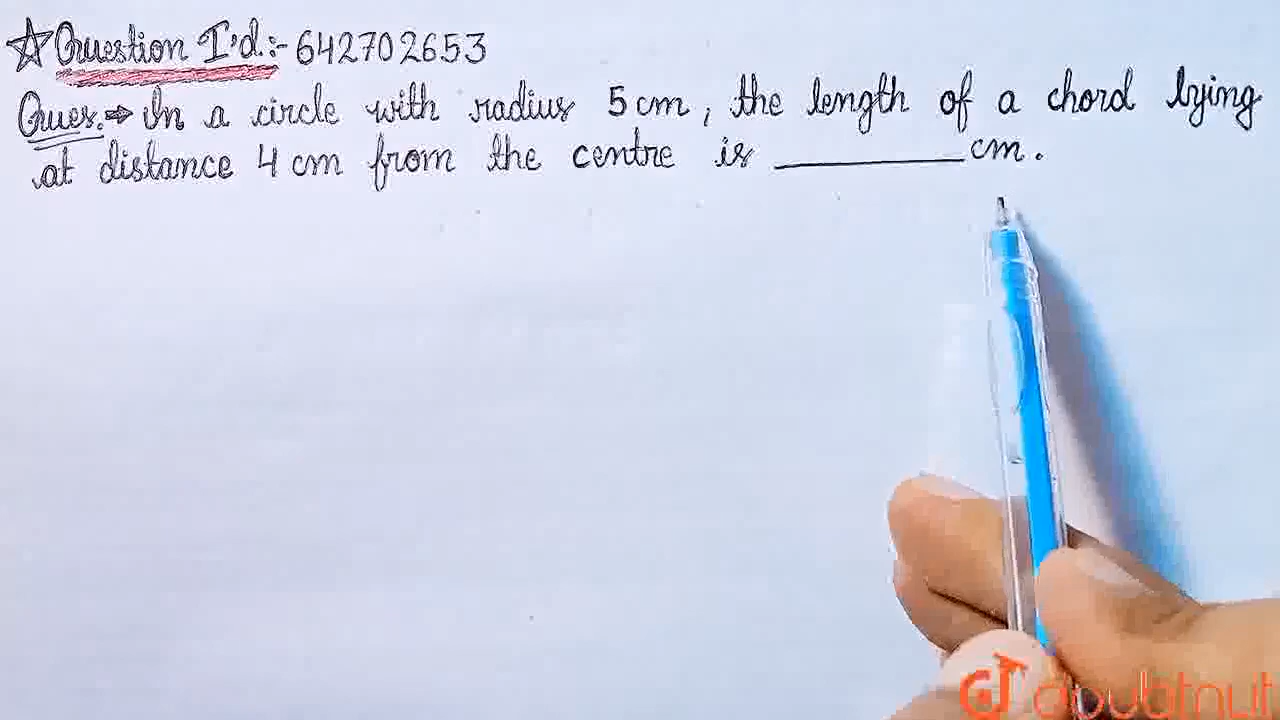 ☆ Question I'd.:- 642702653
Ques. ⇒ In a circle with radius 5 cm, the length of a chord lying
at distance 4 cm from the centre is ________ cm.
doubtnut